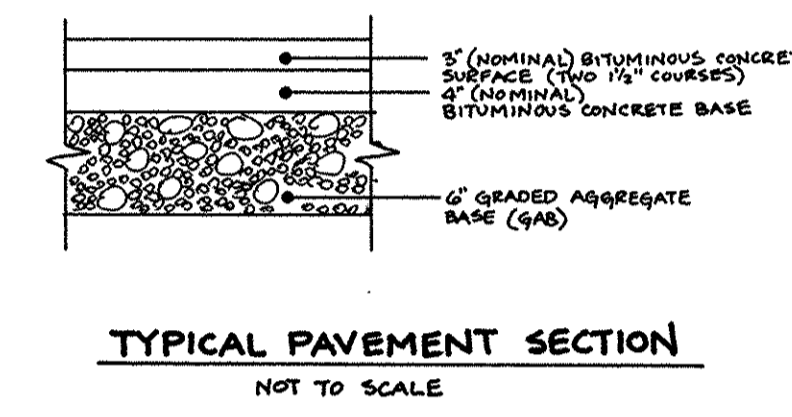 3" (NOMINAL) BITUMINOUS CONCRE
SURFACE (TWO 1½" COURSES)
4" (NOMINAL)
BITUMINOUS CONCRETE BASE
6" GRADED AGGREGATE
BASE (GAB)
TYPICAL PAVEMENT SECTION
NOT TO SCALE